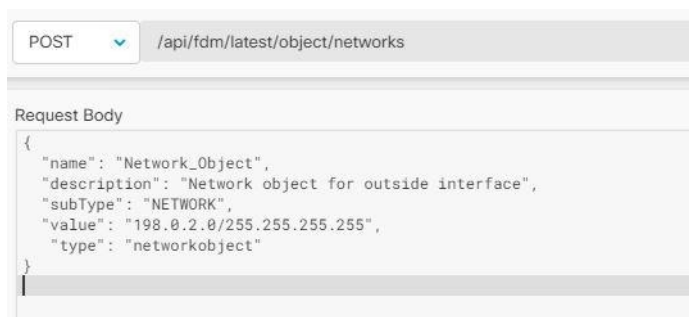 POST /api/fdm/latest/object/networks
Request Body
{
"name": "Network_Object",
"description": "Network object for outside interface",
"subType": "NETWORK",
"value": "198.0.2.0/255.255.255.255",
"type": "networkobject"
}